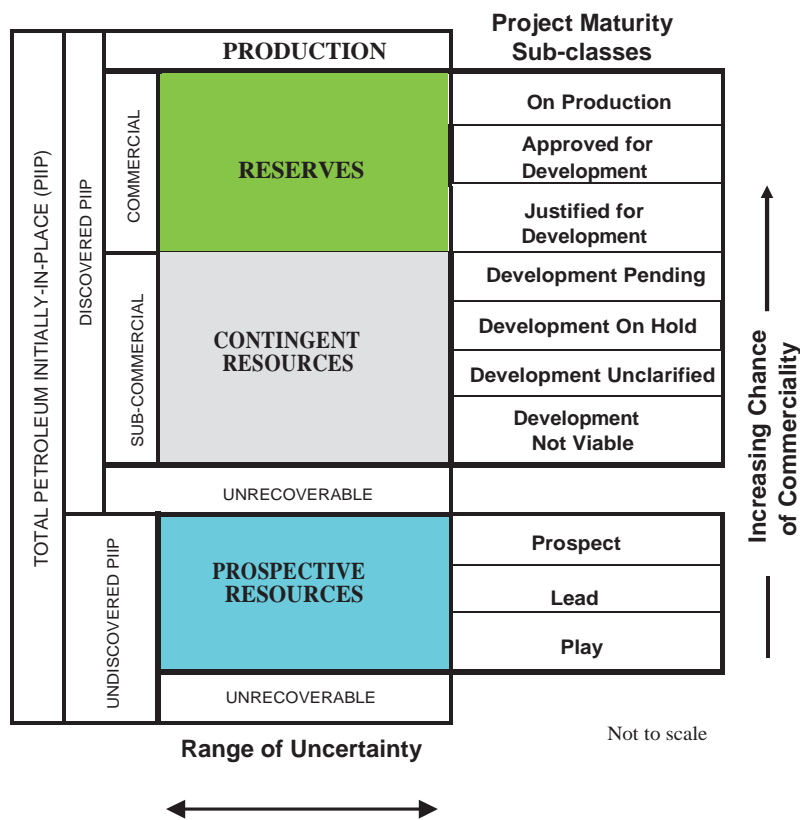 Project Maturity
Sub-classes
PRODUCTION
On Production
Approved for
Development
Justified for
Development
Development Pending
Development On Hold
Development Unclarified
Development
Not Viable
Prospect
Lead
Play
RESERVES
CONTINGENT
RESOURCES
UNRECOVERABLE
PROSPECTIVE
RESOURCES
UNRECOVERABLE
TOTAL PETROLEUM INITIALLY-IN-PLACE (PIIP)
DISCOVERED PIIP
UNDISCOVERED PIIP
COMMERCIAL
SUB-COMMERCIAL
Increasing Chance
of Commerciality
Range of Uncertainty
Not to scale